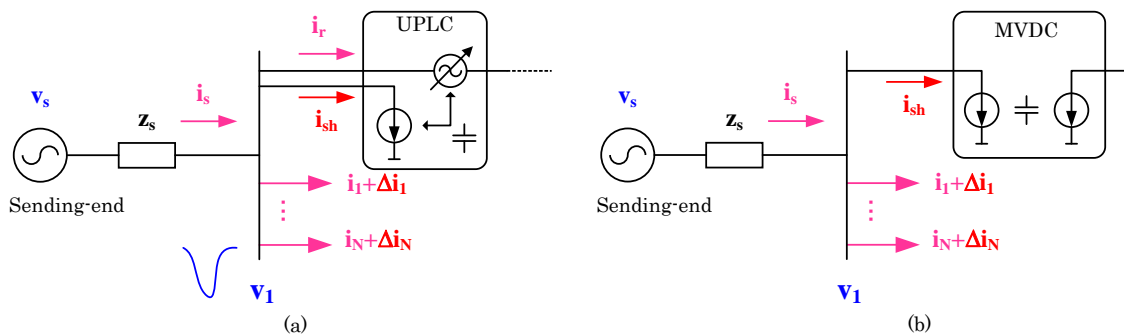 UPLC
i_r
v_s
i_s
z_s
i_sh
Sending-end
i_1+Δi_1
⋮
i_N+Δi_N
v_1
(a)
MVDC
v_s
i_s
z_s
i_sh
Sending-end
i_1+Δi_1
⋮
i_N+Δi_N
v_1
(b)